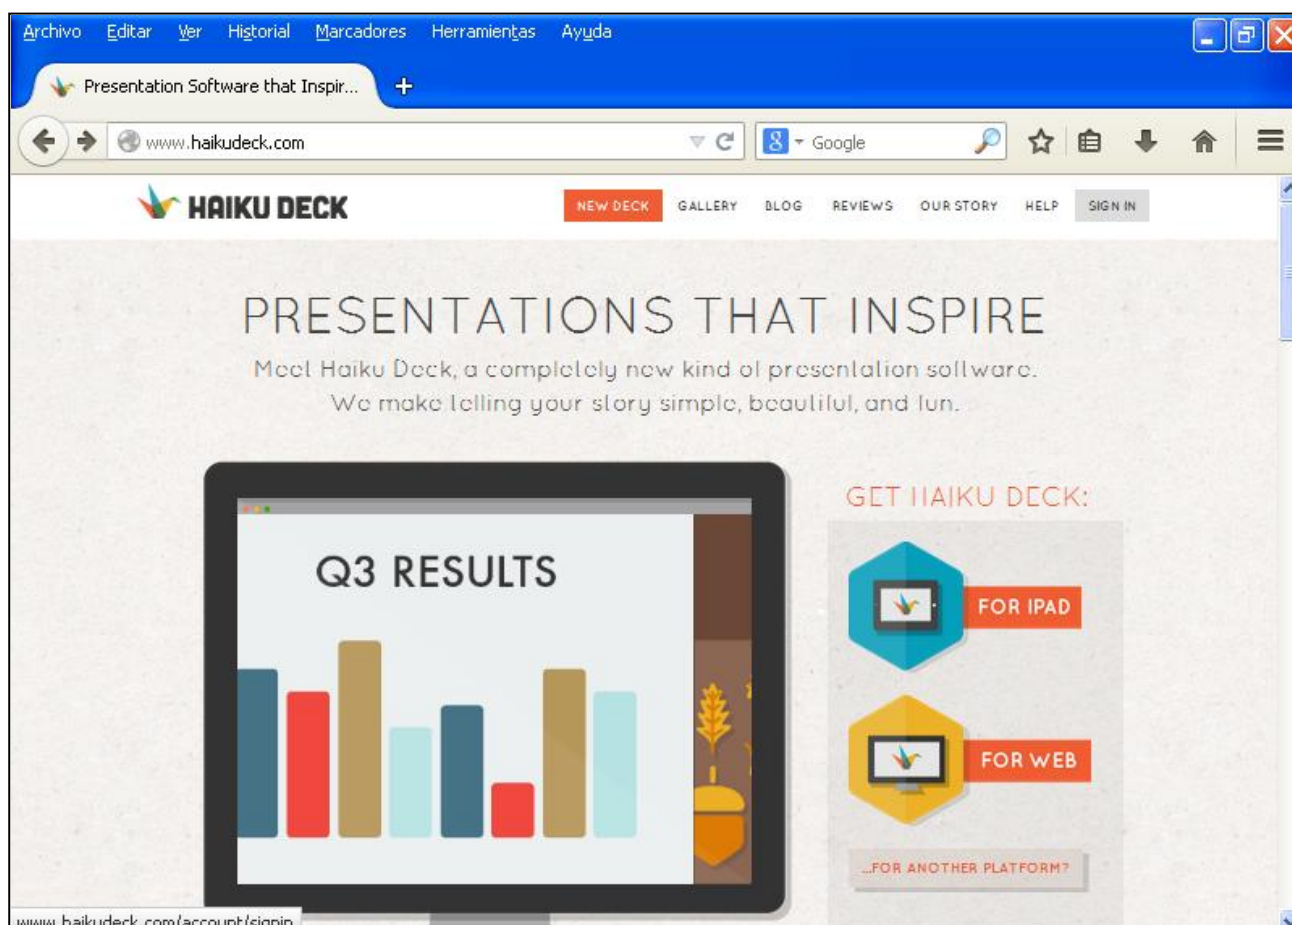 Archivo Editar Ver Historial Marcadores Herramientas Ayuda
Presentation Software that Inspir...
www.haikudeck.com
8 Google
HAIKU DECK
NEW DECK GALLERY BLOG REVIEWS OUR STORY HELP SIGN IN
PRESENTATIONS THAT INSPIRE
Meet Haiku Deck, a completely new kind of presentation software.
We make telling your story simple, beautiful, and fun.
GET HAIKU DECK:
Q3 RESULTS
FOR IPAD
FOR WEB
...FOR ANOTHER PLATFORM?
www.haikudeck.com/account/signin